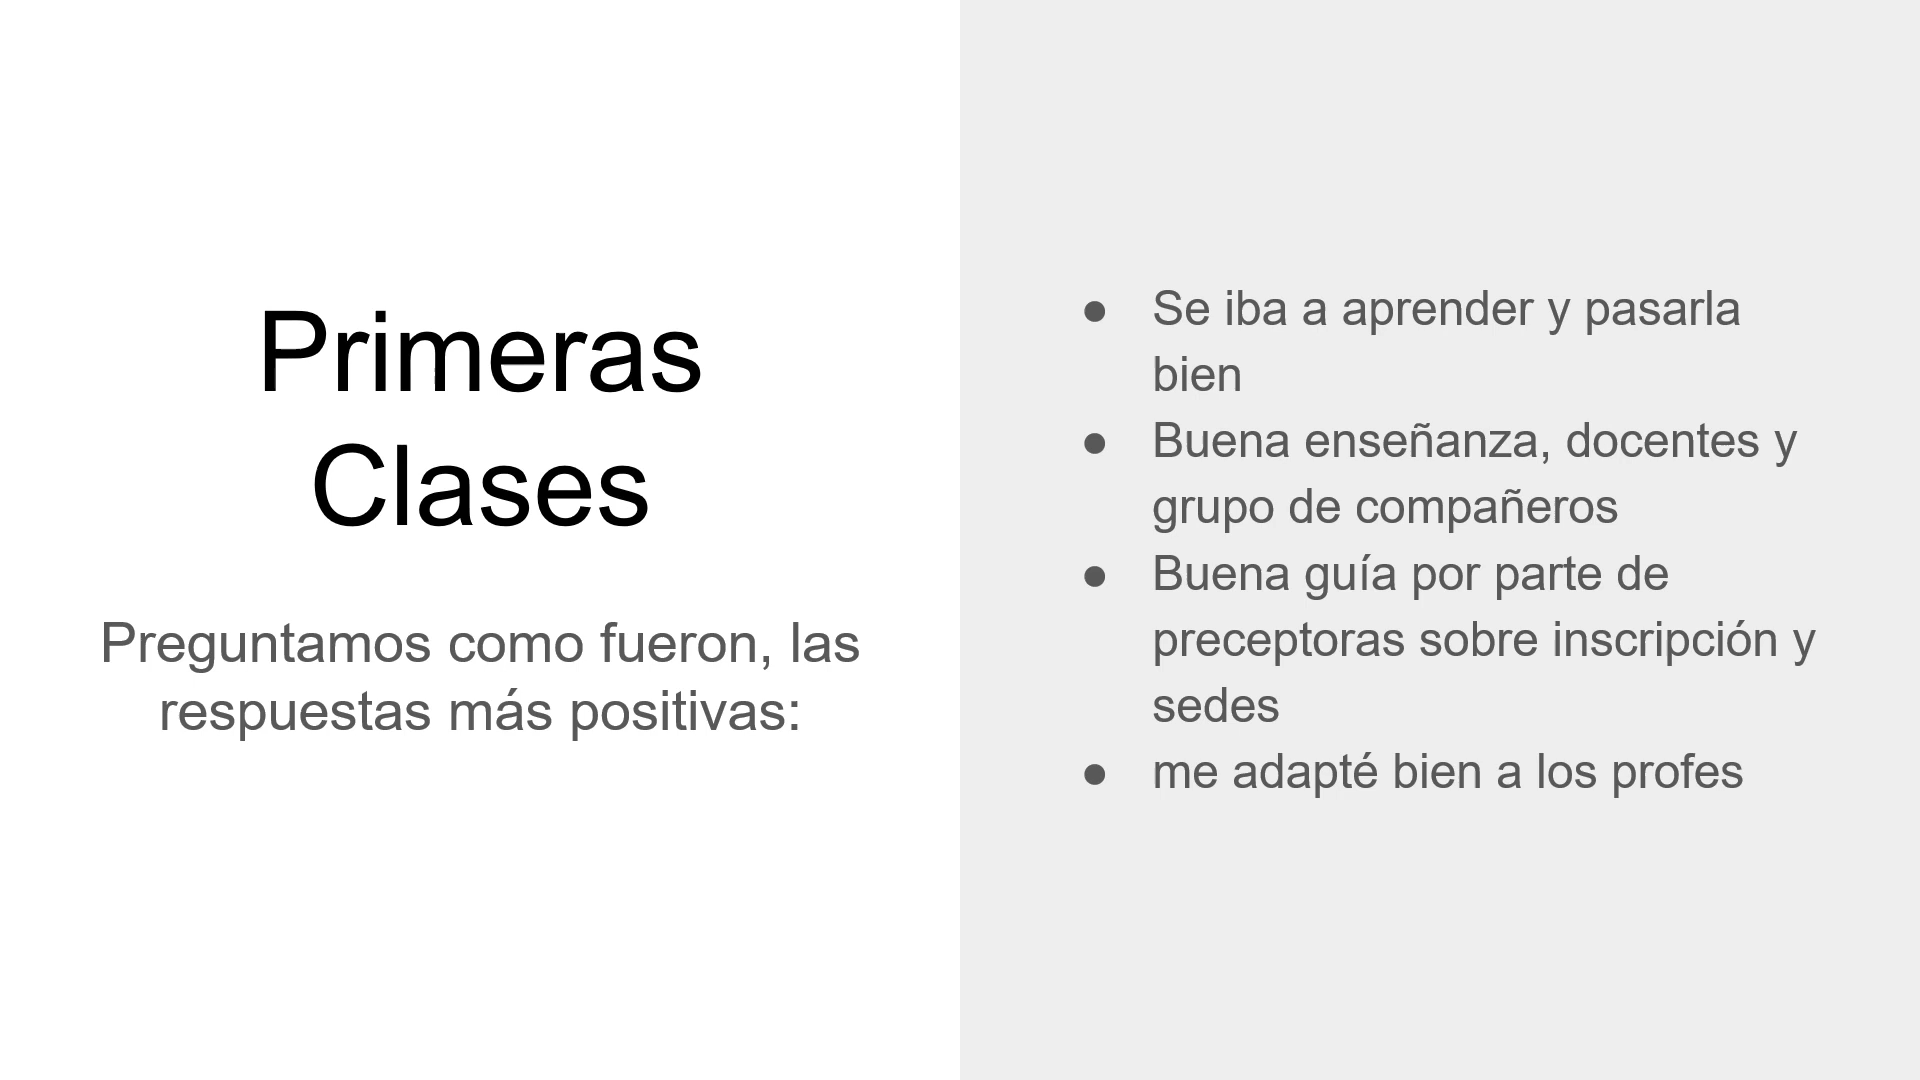 Primeras
Clases
Preguntamos como fueron, las
respuestas más positivas:
● Se iba a aprender y pasarla
bien
● Buena enseñanza, docentes y
grupo de compañeros
● Buena guía por parte de
preceptoras sobre inscripción y
sedes
● me adapté bien a los profes